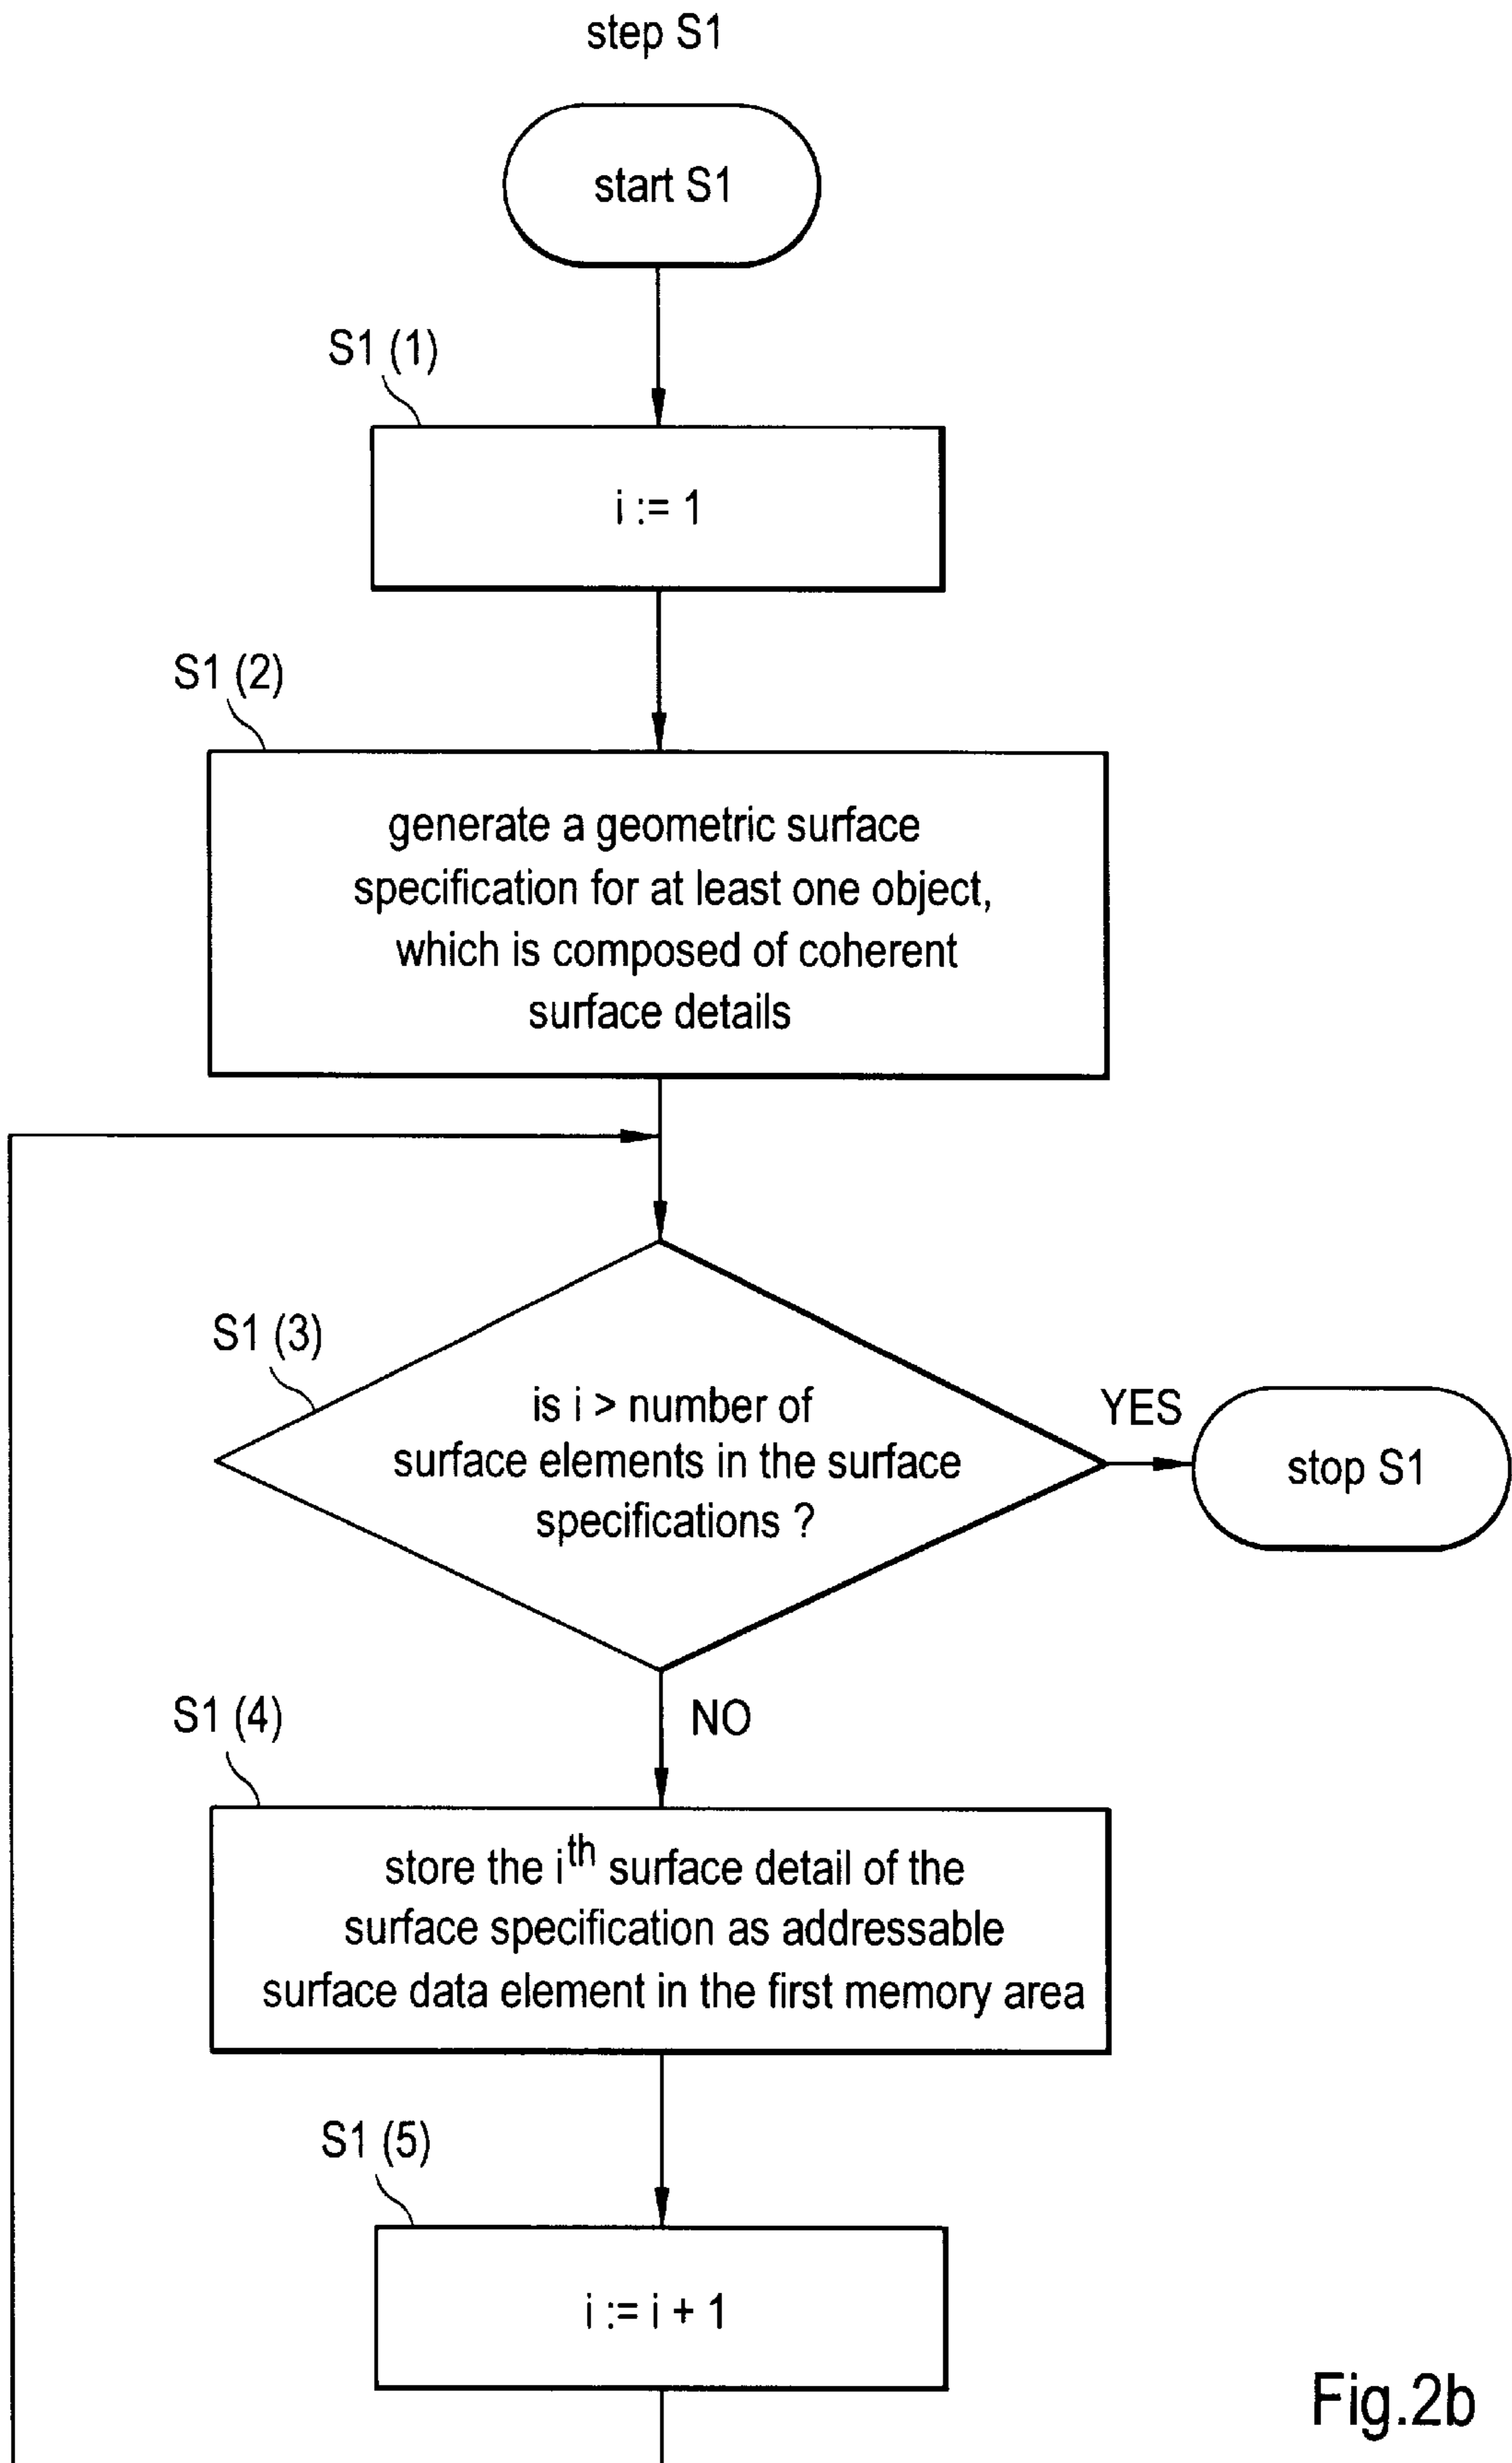 step S1
start S1
S1 (1)
i := 1
S1 (2)
generate a geometric surface
specification for at least one object,
which is composed of coherent
surface details
S1 (3)
is i > number of
surface elements in the surface
specifications ?
YES
stop S1
NO
S1 (4)
store the i^th surface detail of the
surface specification as addressable
surface data element in the first memory area
S1 (5)
i := i + 1
Fig.2b